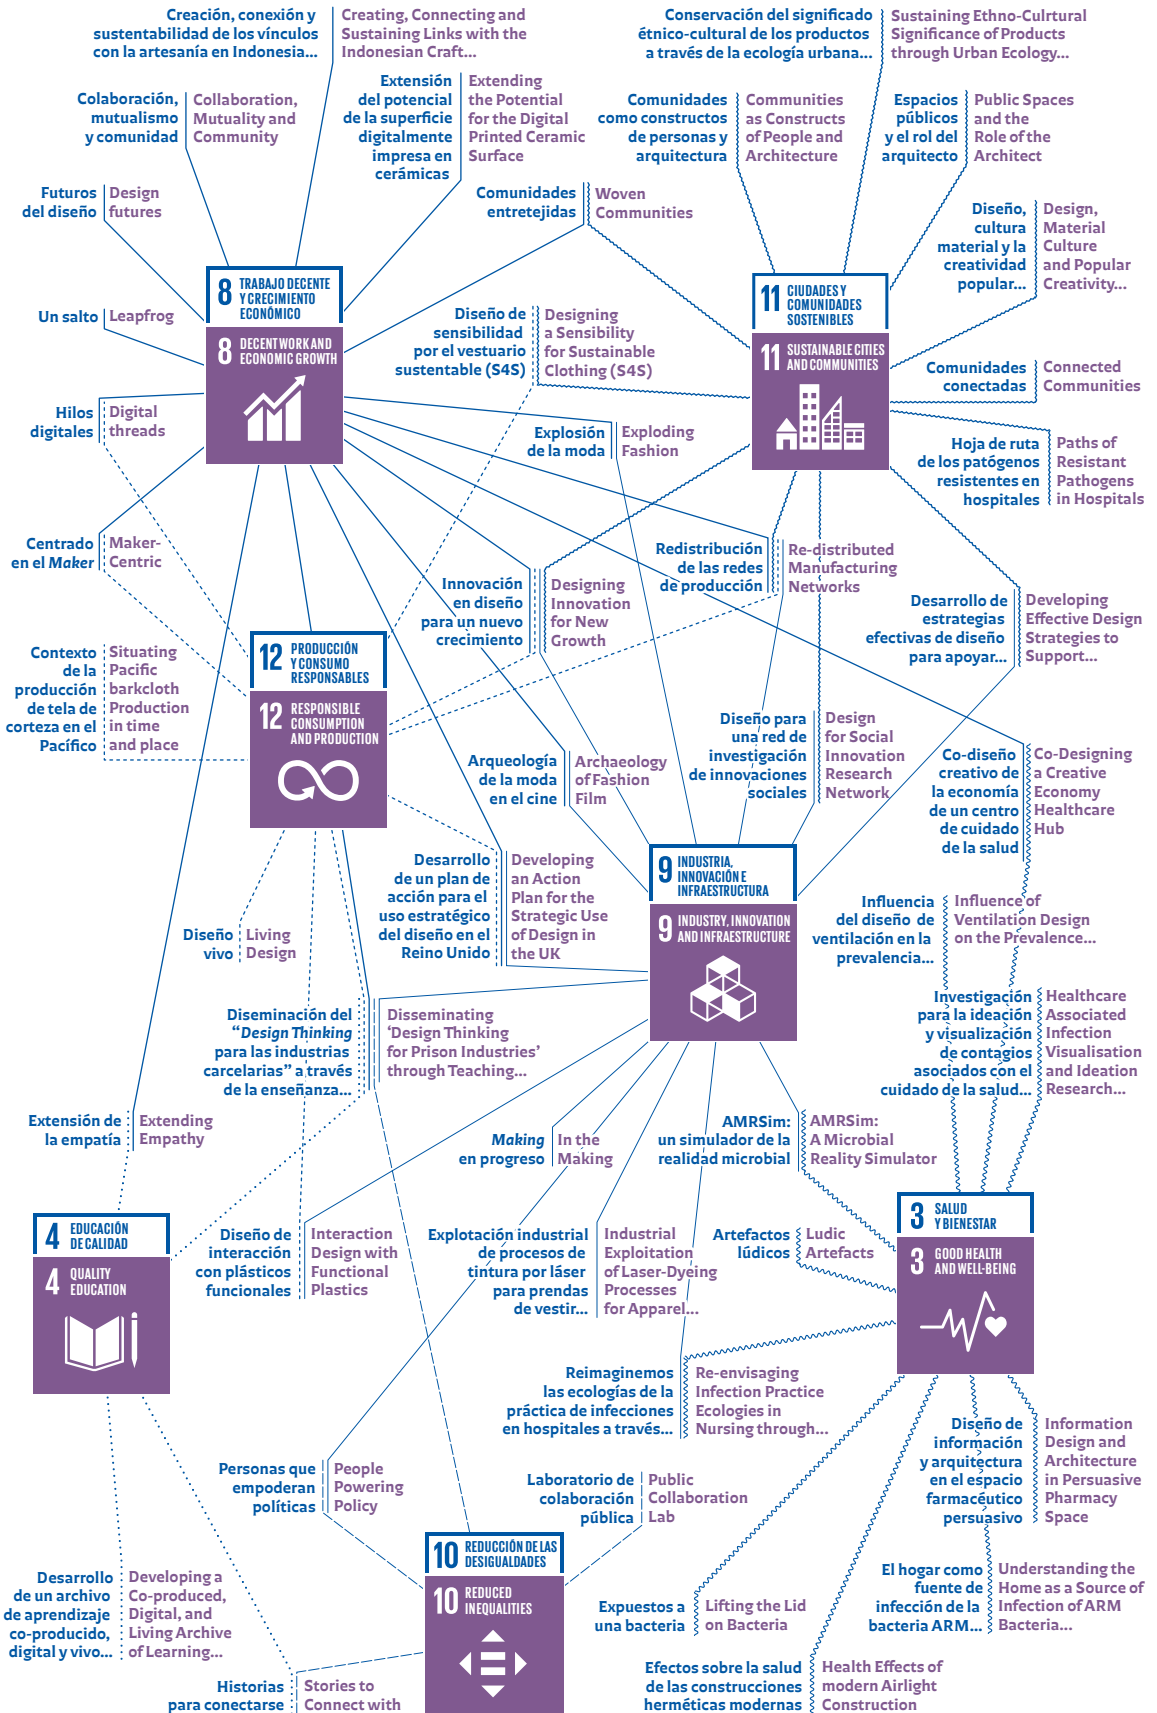 Creación, conexión y
sustentabilidad de los vínculos
con la artesanía en Indonesia...
Creating, Connecting and
Sustaining Links with the
Indonesian Craft...
Conservación del significado
étnico-cultural de los productos
a través de la ecología urbana...
Sustaining Ethno-Culrtural
Significance of Products
through Urban Ecology...
Colaboración,
mutualismo
y comunidad
Collaboration,
Mutuality and
Community
Extensión
del potencial
de la superficie
digitalmente
impresa en
cerámicas
Extending
the Potential
for the Digital
Printed Ceramic
Surface
Comunidades
como constructos
de personas y
arquitectura
Communities
as Constructs
of People and
Architecture
Espacios
públicos
y el rol del
arquitecto
Public Spaces
and the
Role of the
Architect
Futuros
del diseño
Design
futures
Comunidades
entretejidas
Woven
Communities
Diseño,
cultura
material y la
creatividad
popular...
Design,
Material
Culture
and Popular
Creativity...
8 TRABAJO DECENTE
Y CRECIMIENTO
ECONÓMICO
8 DECENT WORK AND
ECONOMIC GROWTH
11 CIUDADES Y
COMUNIDADES
SOSTENIBLES
11 SUSTAINABLE CITIES
AND COMMUNITIES
Un salto
Leapfrog
Diseño de
sensibilidad
por el vestuario
sustentable (S4S)
Designing
a Sensibility
for Sustainable
Clothing (S4S)
Comunidades
conectadas
Connected
Communities
Hilos
digitales
Digital
threads
Explosión
de la moda
Exploding
Fashion
Hoja de ruta
de los patógenos
resistentes en
hospitales
Paths of
Resistant
Pathogens
in Hospitals
Centrado
en el Maker
Maker-
Centric
Redistribución
de las redes
de producción
Re-distributed
Manufacturing
Networks
Innovación
en diseño
para un nuevo
crecimiento
Designing
Innovation
for New
Growth
Desarrollo de
estrategias
efectivas de diseño
para apoyar...
Developing
Effective Design
Strategies to
Support...
Contexto
de la
producción
de tela de
corteza en el
Pacífico
Situating
Pacific
barkcloth
Production
in time
and place
12 PRODUCCIÓN
Y CONSUMO
RESPONSABLES
12 RESPONSIBLE
CONSUMPTION
AND PRODUCTION
Diseño para
una red de
investigación
de innovaciones
sociales
Design
for Social
Innovation
Research
Network
Arqueología
de la moda
en el cine
Archaeology
of Fashion
Film
Co-diseño
creativo de
la economía
de un centro
de cuidado
de la salud
Co-Designing
a Creative
Economy
Healthcare
Hub
Desarrollo
de un plan de
acción para el
uso estratégico
del diseño en el
Reino Unido
Developing
an Action
Plan for the
Strategic Use
of Design in
the UK
9 INDUSTRIA,
INNOVACIÓN E
INFRAESTRUCTURA
9 INDUSTRY, INNOVATION
AND INFRAESTRUCTURE
Influencia
del diseño de
ventilación en la
prevalencia...
Influence of
Ventilation Design
on the Prevalence...
Diseño
vivo
Living
Design
Diseminación del
“Design Thinking
para las industrias
carcelarias” a través
de la enseñanza...
Disseminating
‘Design Thinking
for Prison Industries’
through Teaching...
Investigación
para la ideación
y visualización
de contagios
asociados con el
cuidado de la salud...
Healthcare
Associated
Infection
Visualisation
and Ideation
Research...
Extensión de
la empatía
Extending
Empathy
Making
en progreso
In the
Making
AMRSim:
un simulador de la
realidad microbial
AMRSim:
A Microbial
Reality Simulator
4 EDUCACIÓN
DE CALIDAD
4 QUALITY
EDUCATION
Diseño de
interacción
con plásticos
funcionales
Interaction
Design with
Functional
Plastics
Explotación industrial
de procesos de
tintura por láser
para prendas
de vestir...
Industrial
Exploitation
of Laser-Dyeing
Processes
for Apparel...
Artefactos
lúdicos
Ludic
Artefacts
3 SALUD
Y BIENESTAR
3 GOOD HEALTH
AND WELL-BEING
Reimaginemos
las ecologías de la
práctica de infecciones
en hospitales a través...
Re-envisaging
Infection Practice
Ecologies in
Nursing through...
Personas que
empoderan
políticas
People
Powering
Policy
Laboratorio de
colaboración
pública
Public
Collaboration
Lab
Diseño de
información
y arquitectura
en el espacio
farmacéutico
persuasivo
Information
Design and
Architecture
in Persuasive
Pharmacy
Space
10 REDUCCIÓN DE LAS
DESIGUALDADES
10 REDUCED
INEQUALITIES
Desarrollo
de un archivo
de aprendizaje
co-producido,
digital y vivo...
Developing a
Co-produced,
Digital, and
Living Archive
of Learning...
Expuestos a
una bacteria
Lifting the Lid
on Bacteria
El hogar como
fuente de
infección de la
bacteria ARM...
Understanding the
Home as a Source of
Infection of ARM
Bacteria...
Historias
para conectarse
Stories to
Connect with
Efectos sobre la salud
de las construcciones
herméticas modernas
Health Effects of
modern Airlight
Construction